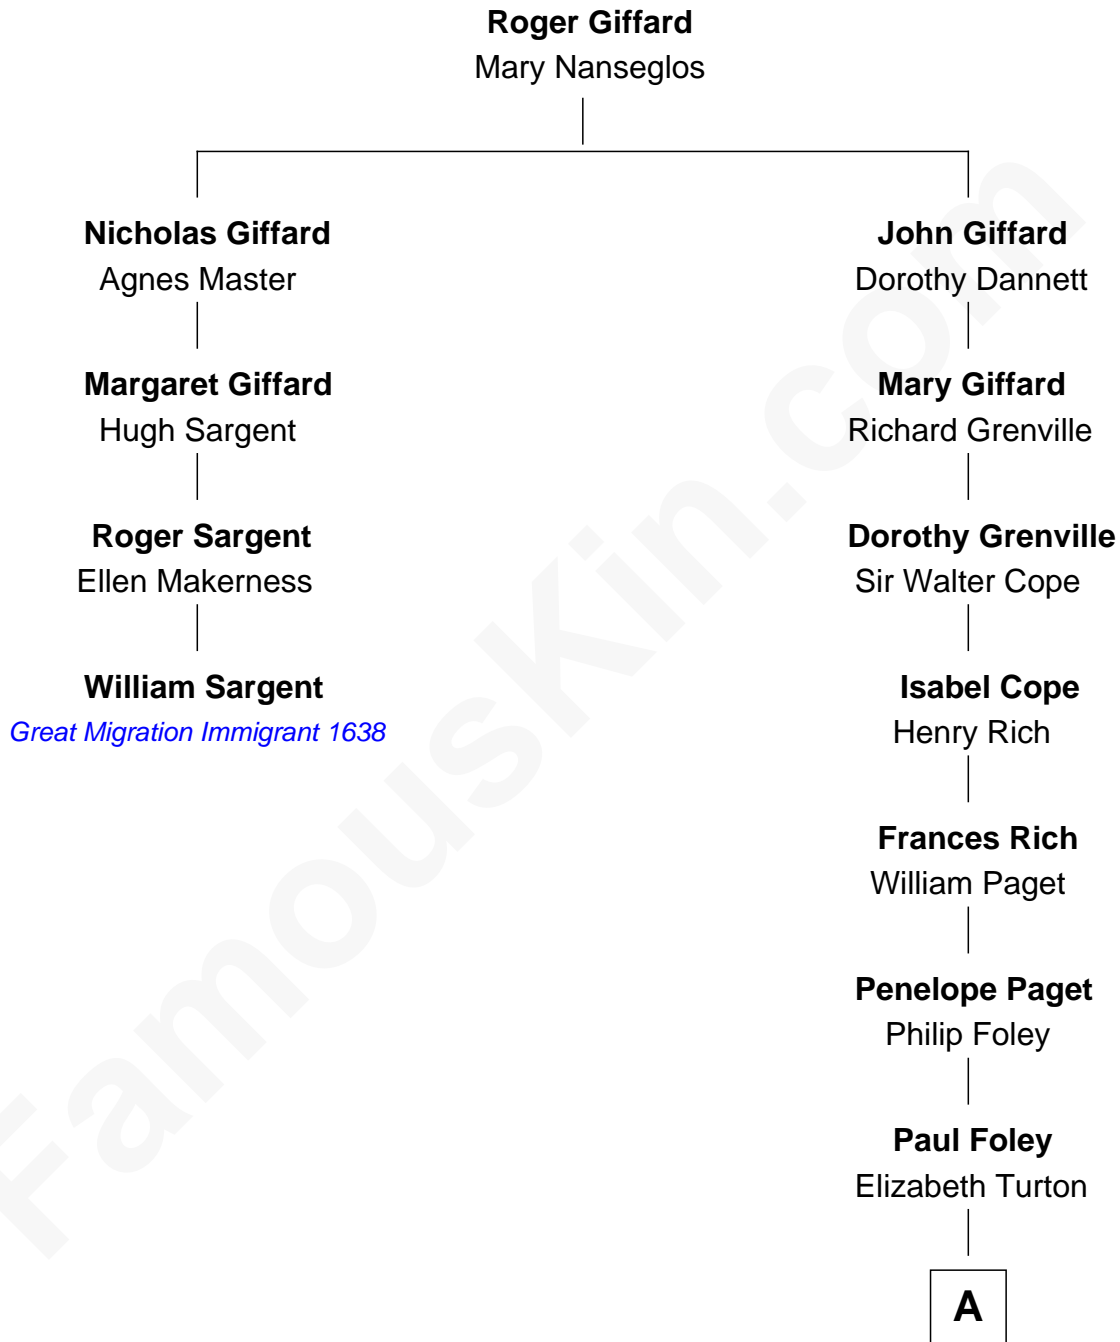 Roger Giffard
Mary Nanseglos
Nicholas Giffard
Agnes Master
Margaret Giffard
Hugh Sargent
Roger Sargent
Ellen Makerness
William Sargent
Great Migration Immigrant 1638
John Giffard
Dorothy Dannett
Mary Giffard
Richard Grenville
Dorothy Grenville
Sir Walter Cope
Isabel Cope
Henry Rich
Frances Rich
William Paget
Penelope Paget
Philip Foley
Paul Foley
Elizabeth Turton
A
FamousKin.com